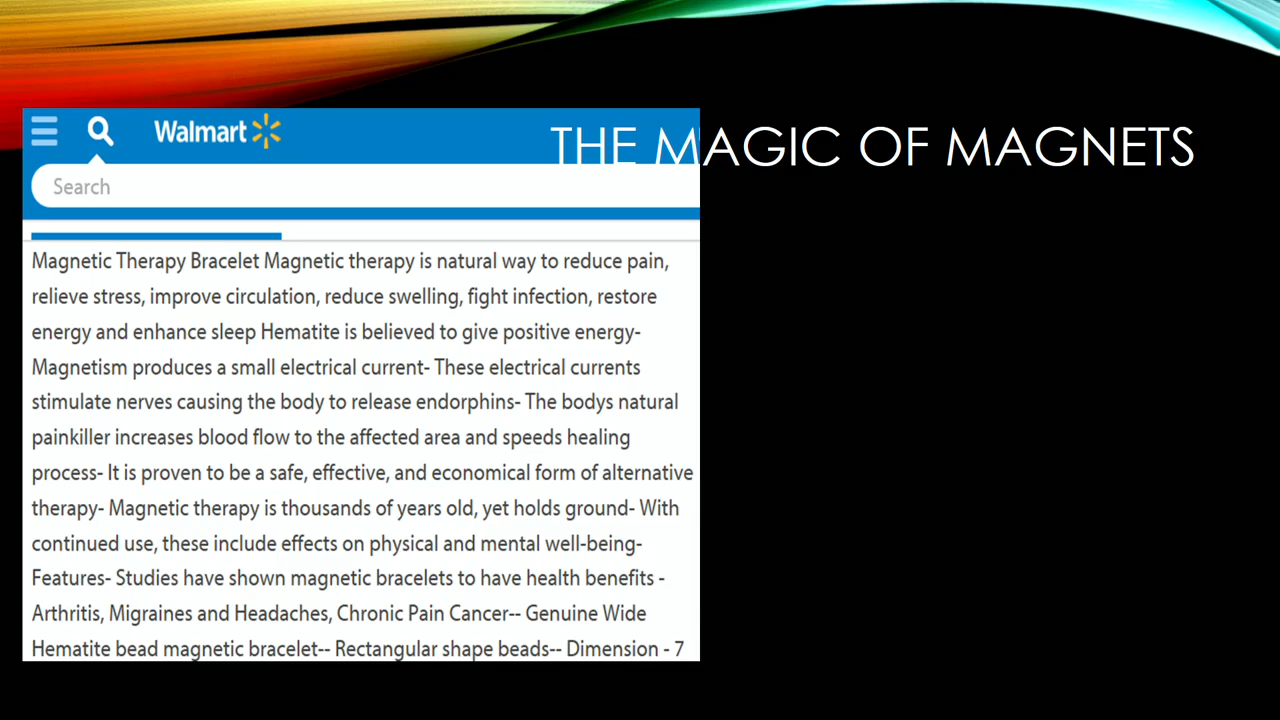 THE MAGIC OF MAGNETS
Walmart
Search
Magnetic Therapy Bracelet Magnetic therapy is natural way to reduce pain,
relieve stress, improve circulation, reduce swelling, fight infection, restore
energy and enhance sleep Hematite is believed to give positive energy-
Magnetism produces a small electrical current- These electrical currents
stimulate nerves causing the body to release endorphins- The bodys natural
painkiller increases blood flow to the affected area and speeds healing
process- It is proven to be a safe, effective, and economical form of alternative
therapy- Magnetic therapy is thousands of years old, yet holds ground- With
continued use, these include effects on physical and mental well-being-
Features- Studies have shown magnetic bracelets to have health benefits -
Arthritis, Migraines and Headaches, Chronic Pain Cancer-- Genuine Wide
Hematite bead magnetic bracelet-- Rectangular shape beads-- Dimension - 7